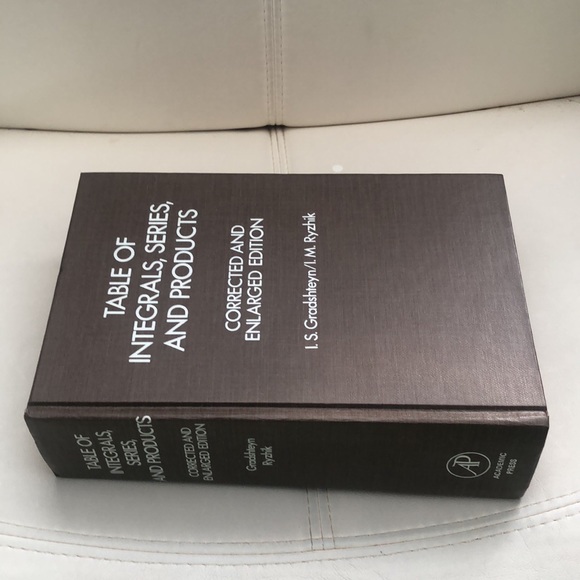 TABLE OF
INTEGRALS, SERIES,
AND PRODUCTS
CORRECTED AND
ENLARGED EDITION
I. S. Gradshteyn/I. M. Ryzhik
TABLE OF
INTEGRALS,
SERIES,
AND PRODUCTS
CORRECTED AND
ENLARGED EDITION
Gradshteyn
Ryzhik
AP
ACADEMIC
PRESS